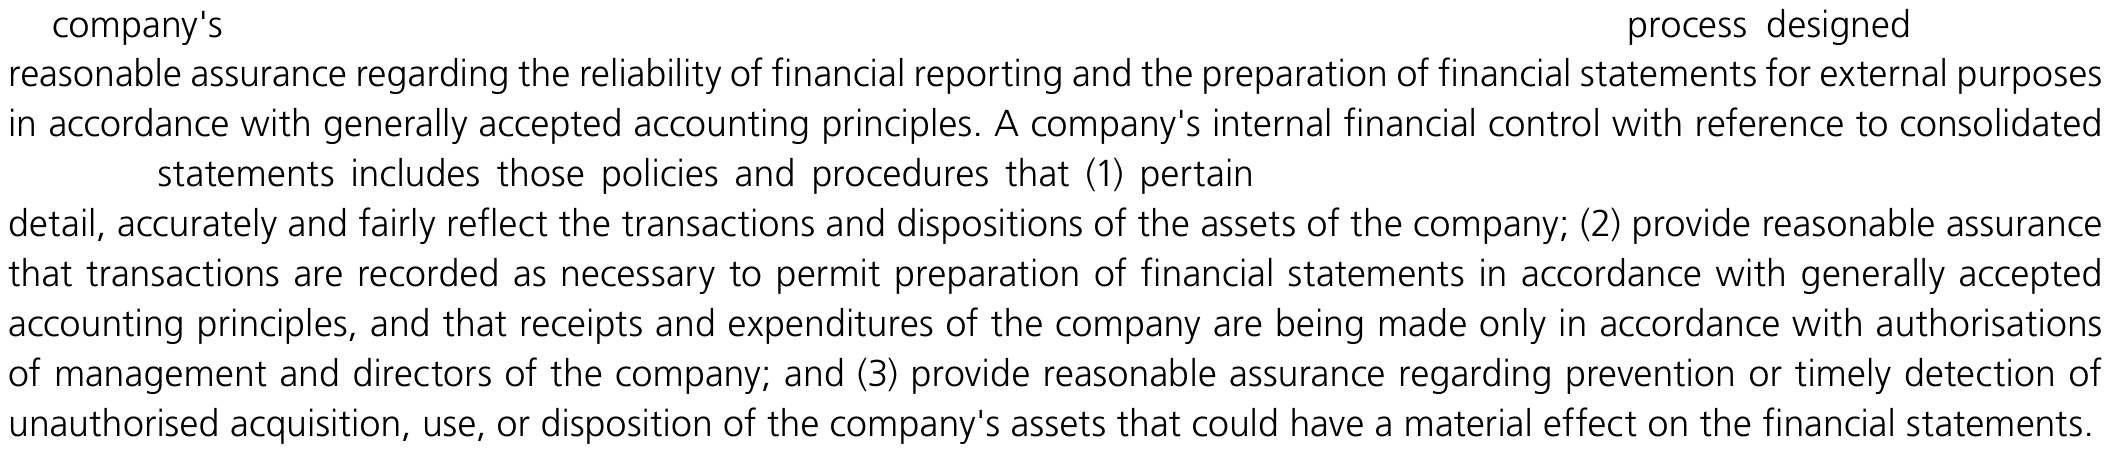 company's process designed
reasonable assurance regarding the reliability of financial reporting and the preparation of financial statements for external purposes
in accordance with generally accepted accounting principles. A company's internal financial control with reference to consolidated
statements includes those policies and procedures that (1) pertain
detail, accurately and fairly reflect the transactions and dispositions of the assets of the company; (2) provide reasonable assurance
that transactions are recorded as necessary to permit preparation of financial statements in accordance with generally accepted
accounting principles, and that receipts and expenditures of the company are being made only in accordance with authorisations
of management and directors of the company; and (3) provide reasonable assurance regarding prevention or timely detection of
unauthorised acquisition, use, or disposition of the company's assets that could have a material effect on the financial statements.